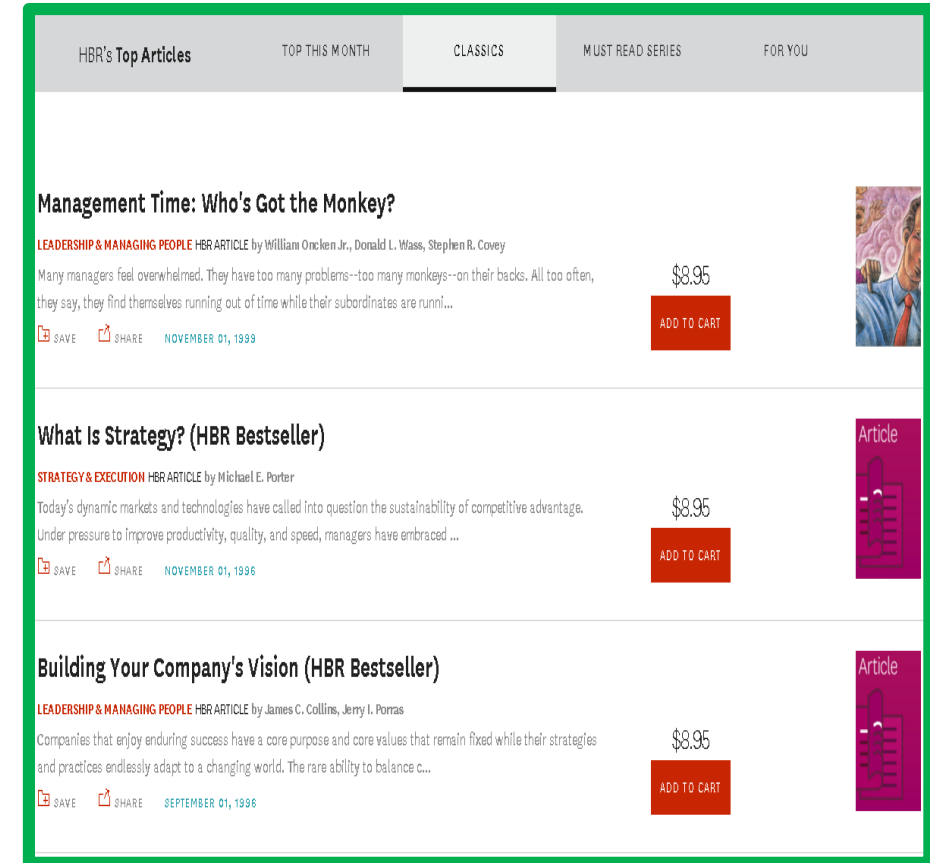 HBR's Top Articles
TOP THIS MONTH
CLASSICS
MUST READ SERIES
FOR YOU
Management Time: Who's Got the Monkey?
LEADERSHIP & MANAGING PEOPLE HBR ARTICLE by William Oncken Jr., Donald L. Wass, Stephen R. Covey
Many managers feel overwhelmed. They have too many problems--too many monkeys--on their backs. All too often,
they say, they find themselves running out of time while their subordinates are runni...
$8.95
ADD TO CART
SAVE SHARE NOVEMBER 01, 1999
What Is Strategy? (HBR Bestseller)
Article
STRATEGY & EXECUTION HBR ARTICLE by Michael E. Porter
Today's dynamic markets and technologies have called into question the sustainability of competitive advantage.
Under pressure to improve productivity, quality, and speed, managers have embraced ...
$8.95
ADD TO CART
SAVE SHARE NOVEMBER 01, 1996
Building Your Company's Vision (HBR Bestseller)
Article
LEADERSHIP & MANAGING PEOPLE HBR ARTICLE by James C. Collins, Jerry I. Porras
Companies that enjoy enduring success have a core purpose and core values that remain fixed while their strategies
and practices endlessly adapt to a changing world. The rare ability to balance c...
$8.95
ADD TO CART
SAVE SHARE SEPTEMBER 01, 1996